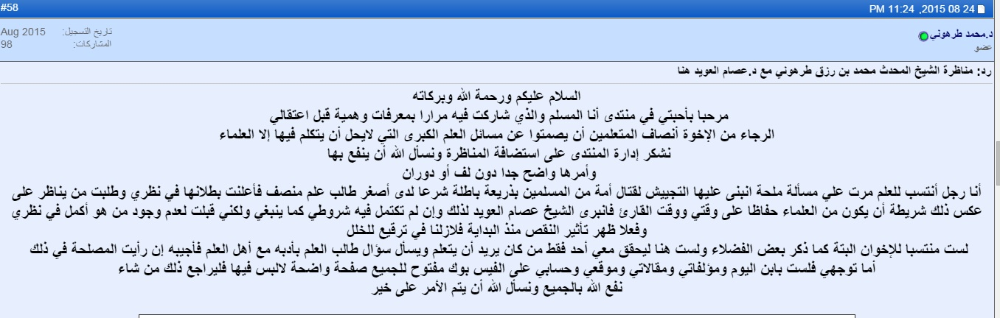 #58
24 08 2015, 11:24 PM
د.محمد طرهوني
عضو
تاريخ التسجيل: Aug 2015
المشاركات: 98
رد: مناظرة الشيخ المحدث محمد بن رزق طرهوني مع د.عصام العويد هنا
السلام عليكم ورحمة الله وبركاته
مرحبا بأحبتي في منتدى أنا المسلم والذي شاركت فيه مرارا بمعرفات وهمية قبل اعتقالي
الرجاء من الإخوة أنصاف المتعلمين أن يصمتوا عن مسائل العلم الكبرى التي لايحل أن يتكلم فيها إلا العلماء
نشكر إدارة المنتدى على استضافة المناظرة ونسأل الله أن ينفع بها
وأمرها واضح جدا دون لف أو دوران
أنا رجل أنتسب للعلم مرت علي مسألة ملحة انبنى عليها التجييش لقتال أمة من المسلمين بذريعة باطلة شرعا لدى أصغر طالب علم منصف فأعلنت بطلانها في نظري وطلبت من يناظر على
عكس ذلك شريطة أن يكون من العلماء حفاظا على وقتي ووقت القارئ فانبرى الشيخ عصام العويد لذلك وإن لم تكتمل فيه شروطي كما ينبغي ولكني قبلت لعدم وجود من هو أكمل في نظري
وفعلا ظهر تأثير النقص منذ البداية فلازلنا في ترقيع للخلل
لست منتسبا للإخوان البتة كما ذكر بعض الفضلاء ولست هنا ليحقق معي أحد فقط من كان يريد أن يتعلم ويسأل سؤال طالب العلم بأدبه مع أهل العلم فأجيبه إن رأيت المصلحة في ذلك
أما توجهي فلست بابن اليوم ومؤلفاتي ومقالاتي وموقعي وحسابي على الفيس بوك مفتوح للجميع صفحة واضحة لالبس فيها فليراجع ذلك من شاء
نفع الله بالجميع ونسأل الله أن يتم الأمر على خير